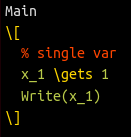 Main
\[
% single var
x_1 \gets 1
Write(x_1)
\]